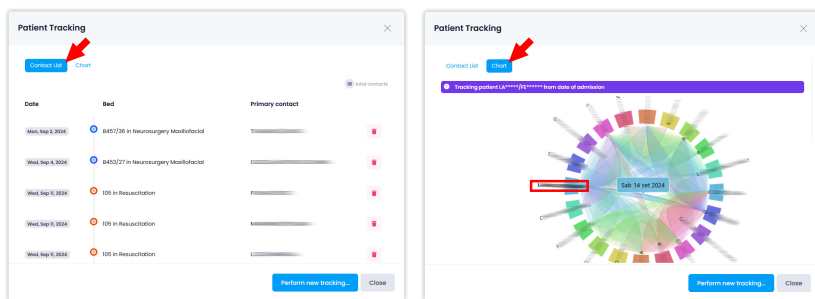 Patient Tracking
Contact List Chart
total contacts
Date Bed Primary contact
Mon, Sep 2, 2024 B457/36 in Neurosurgery Maxillofacial
Wed, Sep 4, 2024 B453/27 in Neurosurgery Maxillofacial
Wed, Sep 11, 2024 105 in Resuscitation
Wed, Sep 11, 2024 105 in Resuscitation
Wed, Sep 11, 2024 105 in Resuscitation
Perform new tracking... Close
Patient Tracking
Contact List Chart
Tracking patient LA*****/FE****** from date of admission
Sab 14 set 2024
Perform new tracking... Close